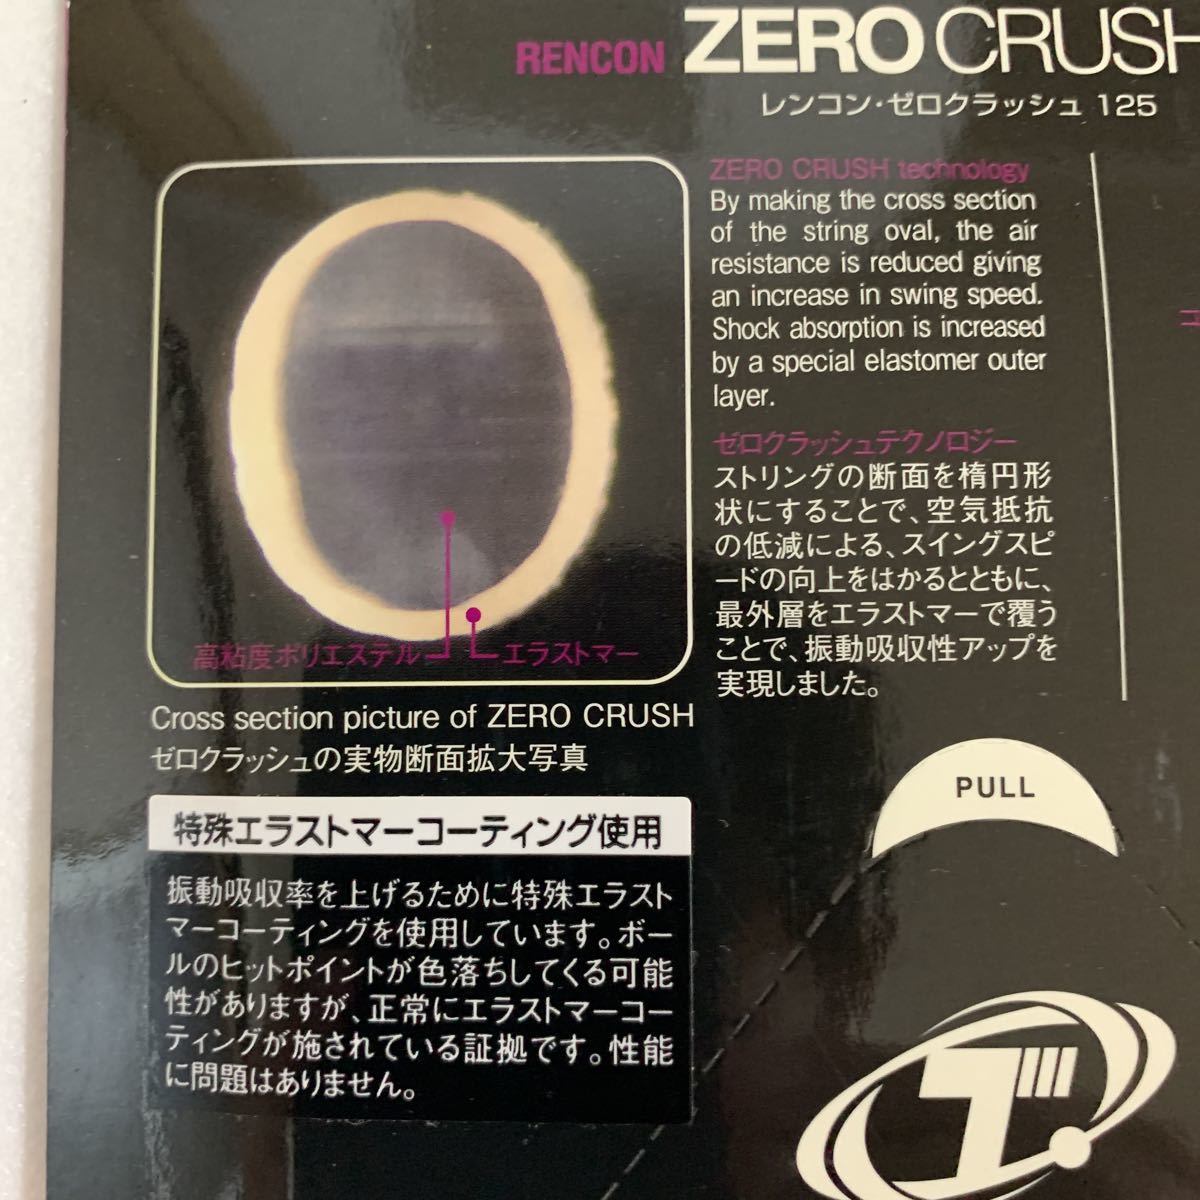 RENCON ZERO CRUSH
レンコン・ゼロクラッシュ 125
ZERO CRUSH technology
By making the cross section
of the string oval, the air
resistance is reduced giving
an increase in swing speed.
Shock absorption is increased
by a special elastomer outer
layer.
ゼロクラッシュテクノロジー
ストリングの断面を楕円形
状にすることで、空気抵抗
の低減による、スイングスピ
ードの向上をはかるとともに、
最外層をエラストマーで覆う
ことで、振動吸収性アップを
実現しました。
高粘度ポリエステル
エラストマー
Cross section picture of ZERO CRUSH
ゼロクラッシュの実物断面拡大写真
特殊エラストマーコーティング使用
振動吸収率を上げるために特殊エラスト
マーコーティングを使用しています。ボー
ルのヒットポイントが色落ちしてくる可能
性がありますが、正常にエラストマーコー
ティングが施されている証拠です。性能
に問題はありません。
PULL